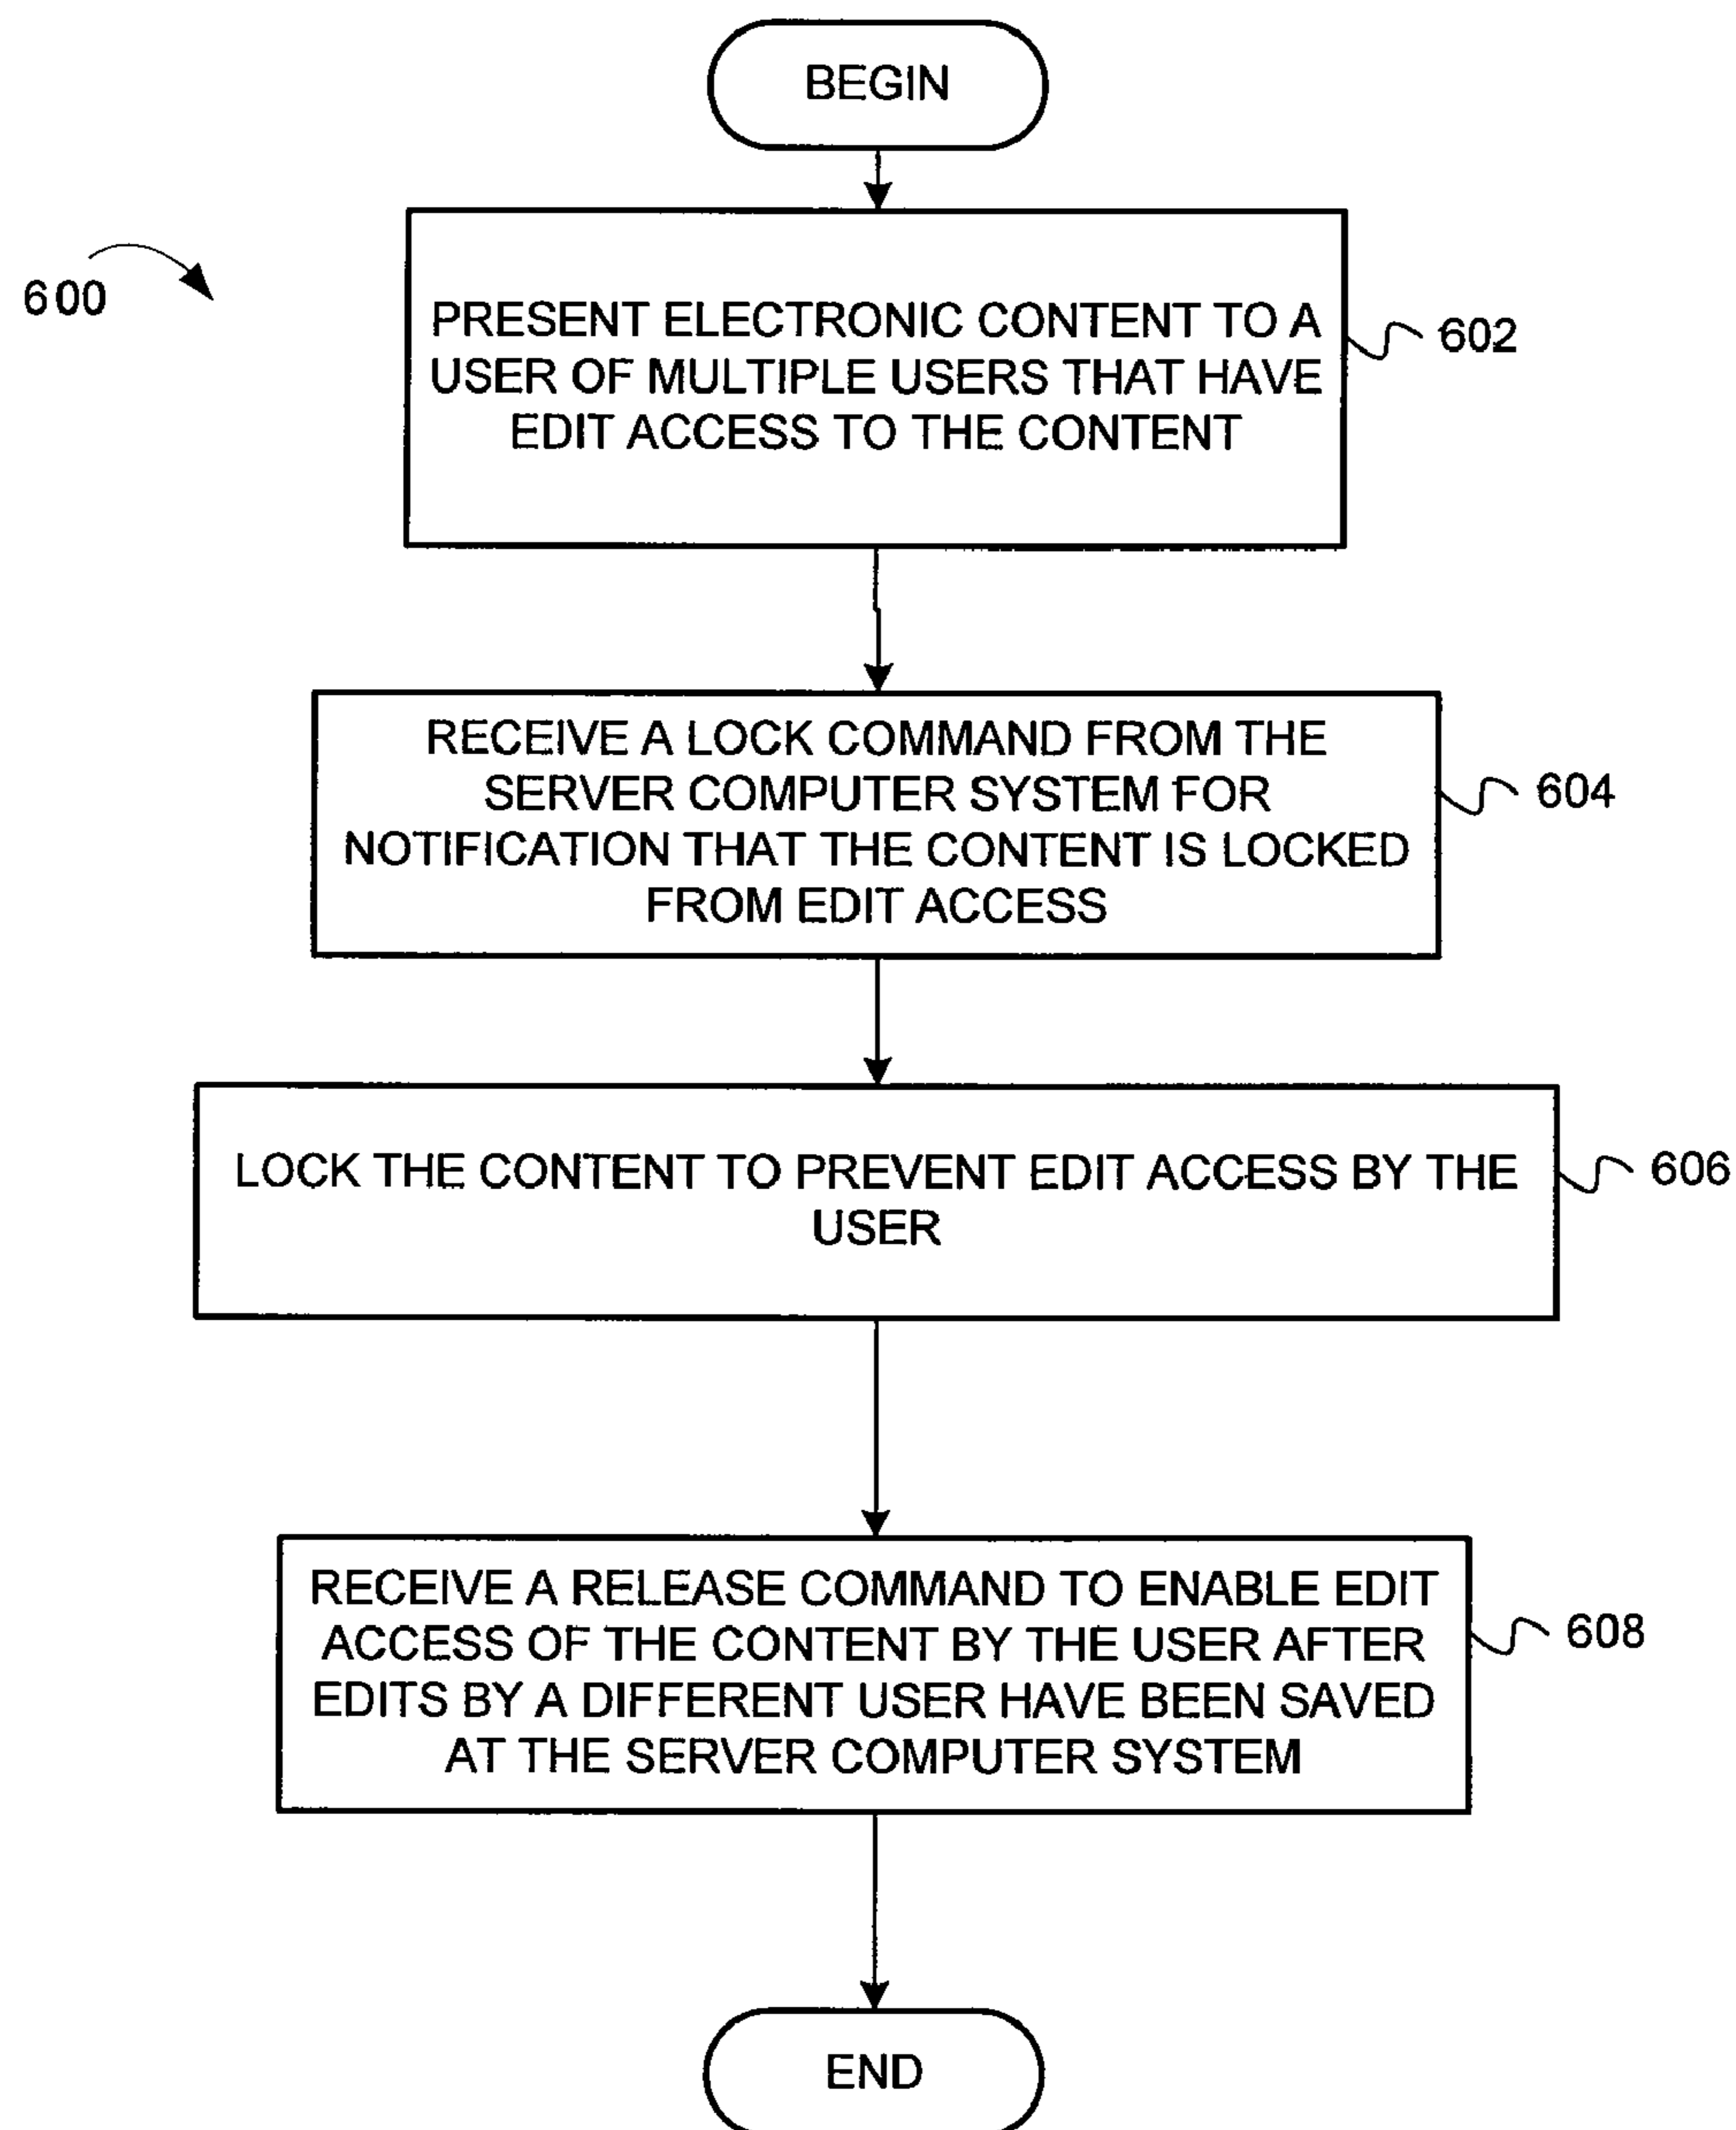 BEGIN
600
PRESENT ELECTRONIC CONTENT TO A
USER OF MULTIPLE USERS THAT HAVE
EDIT ACCESS TO THE CONTENT
602
RECEIVE A LOCK COMMAND FROM THE
SERVER COMPUTER SYSTEM FOR
NOTIFICATION THAT THE CONTENT IS LOCKED
FROM EDIT ACCESS
604
LOCK THE CONTENT TO PREVENT EDIT ACCESS BY THE
USER
606
RECEIVE A RELEASE COMMAND TO ENABLE EDIT
ACCESS OF THE CONTENT BY THE USER AFTER
EDITS BY A DIFFERENT USER HAVE BEEN SAVED
AT THE SERVER COMPUTER SYSTEM
608
END